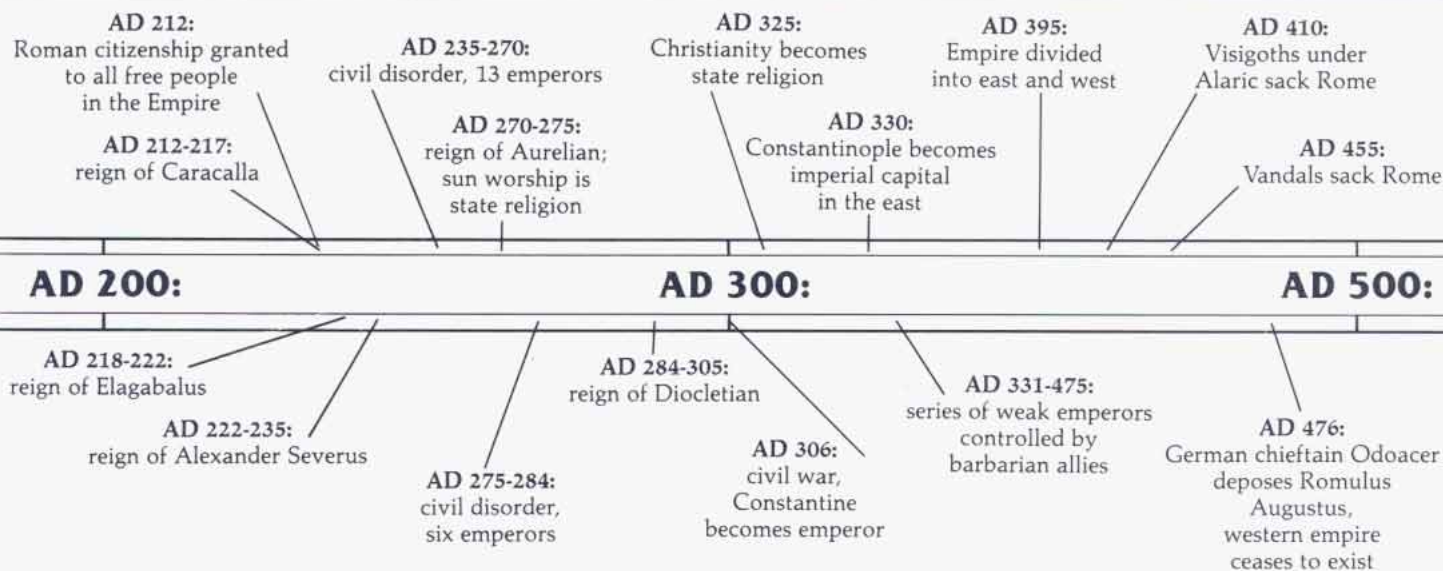 AD 212:
Roman citizenship granted
to all free people
in the Empire
AD 212-217:
reign of Caracalla
AD 235-270:
civil disorder, 13 emperors
AD 270-275:
reign of Aurelian;
sun worship is
state religion
AD 325:
Christianity becomes
state religion
AD 330:
Constantinople becomes
imperial capital
in the east
AD 395:
Empire divided
into east and west
AD 410:
Visigoths under
Alaric sack Rome
AD 455:
Vandals sack Rome
AD 200:
AD 300:
AD 500:
AD 218-222:
reign of Elagabalus
AD 222-235:
reign of Alexander Severus
AD 275-284:
civil disorder,
six emperors
AD 284-305:
reign of Diocletian
AD 306:
civil war,
Constantine
becomes emperor
AD 331-475:
series of weak emperors
controlled by
barbarian allies
AD 476:
German chieftain Odoacer
deposes Romulus
Augustus,
western empire
ceases to exist